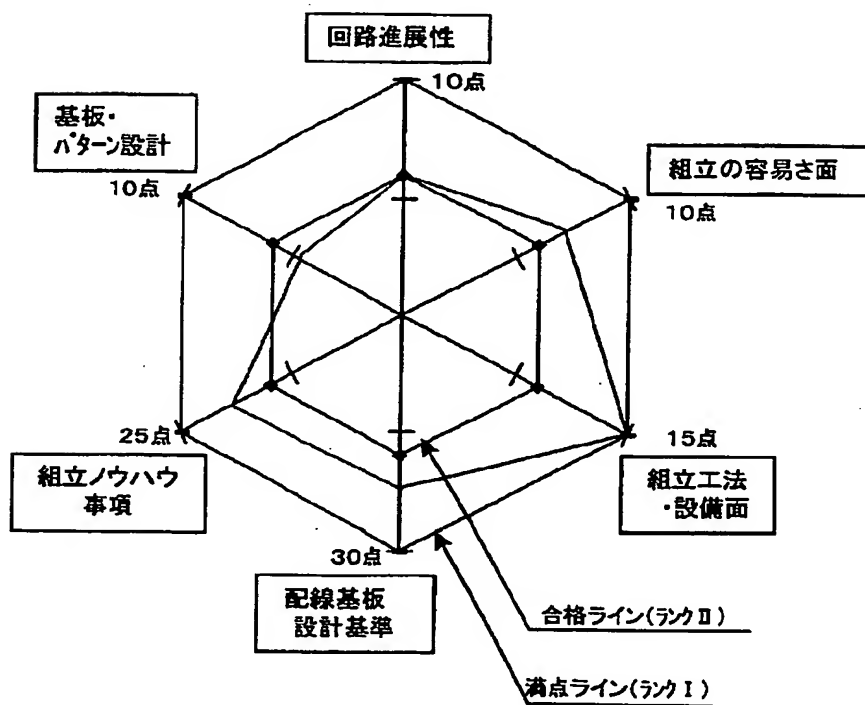 回路進展性
10点
基板・
パターン設計
10点
組立の容易さ面
10点
25点
組立ノウハウ
事項
15点
組立工法
・設備面
30点
配線基板
設計基準
合格ライン(ランクⅡ)
満点ライン(ランクⅠ)